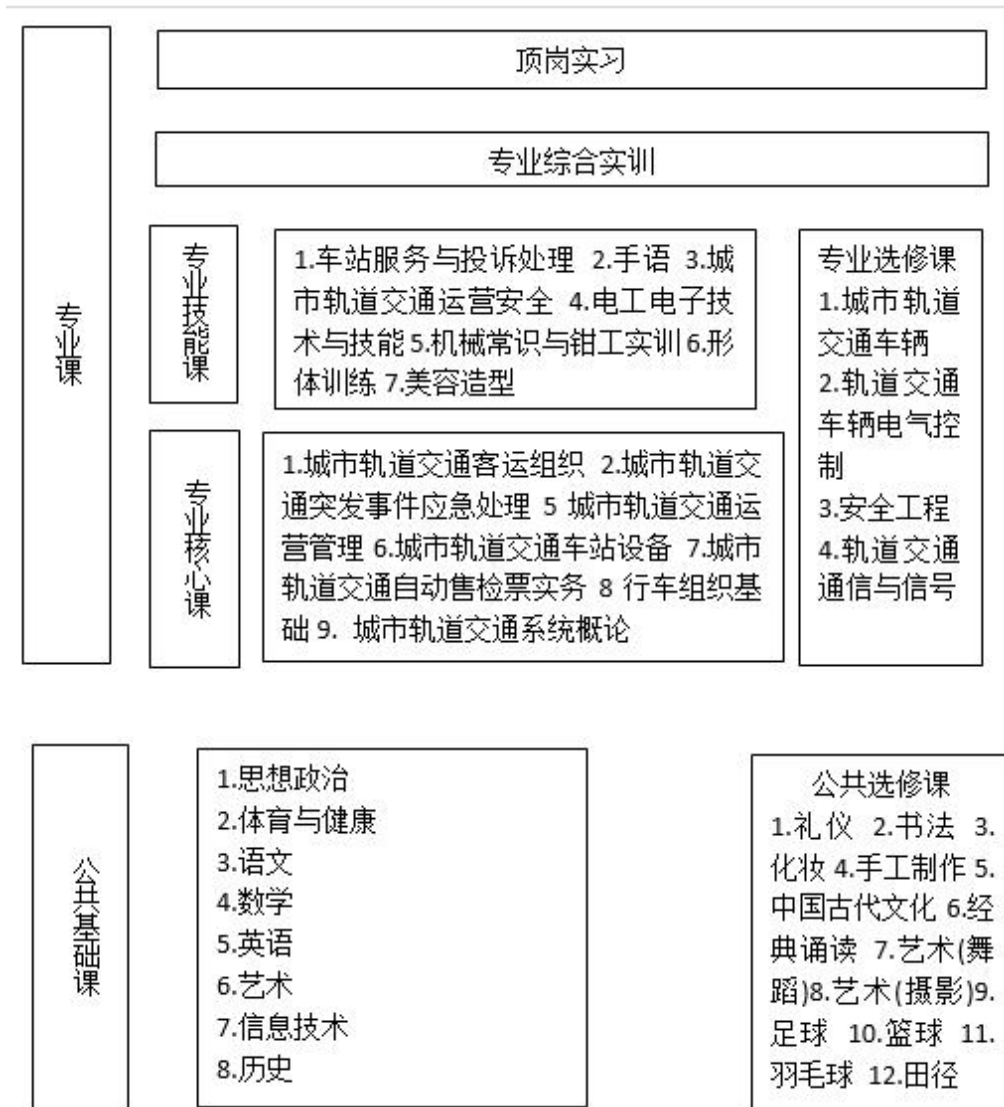 顶岗实习
专业综合实训
专业课
专业技能课
1.车站服务与投诉处理 2.手语 3.城
市轨道交通运营安全 4.电工电子技
术与技能5.机械常识与钳工实训6.形
体训练 7.美容造型
专业核心课
1.城市轨道交通客运组织 2.城市轨道交
通突发事件应急处理 5 城市轨道交通运
营管理 6.城市轨道交通车站设备 7.城市
轨道交通自动售检票实务 8 行车组织基
础 9. 城市轨道交通系统概论
专业选修课
1.城市轨道
交通车辆
2.轨道交通
车辆电气控
制
3.安全工程
4.轨道交通
通信与信号
公共基础课
1.思想政治
2.体育与健康
3.语文
4.数学
5.英语
6.艺术
7.信息技术
8.历史
公共选修课
1.礼仪 2.书法 3.
化妆 4.手工制作 5.
中国古代文化 6.经
典诵读 7.艺术(舞
蹈)8.艺术(摄影)9.
足球 10.篮球 11.
羽毛球 12.田径